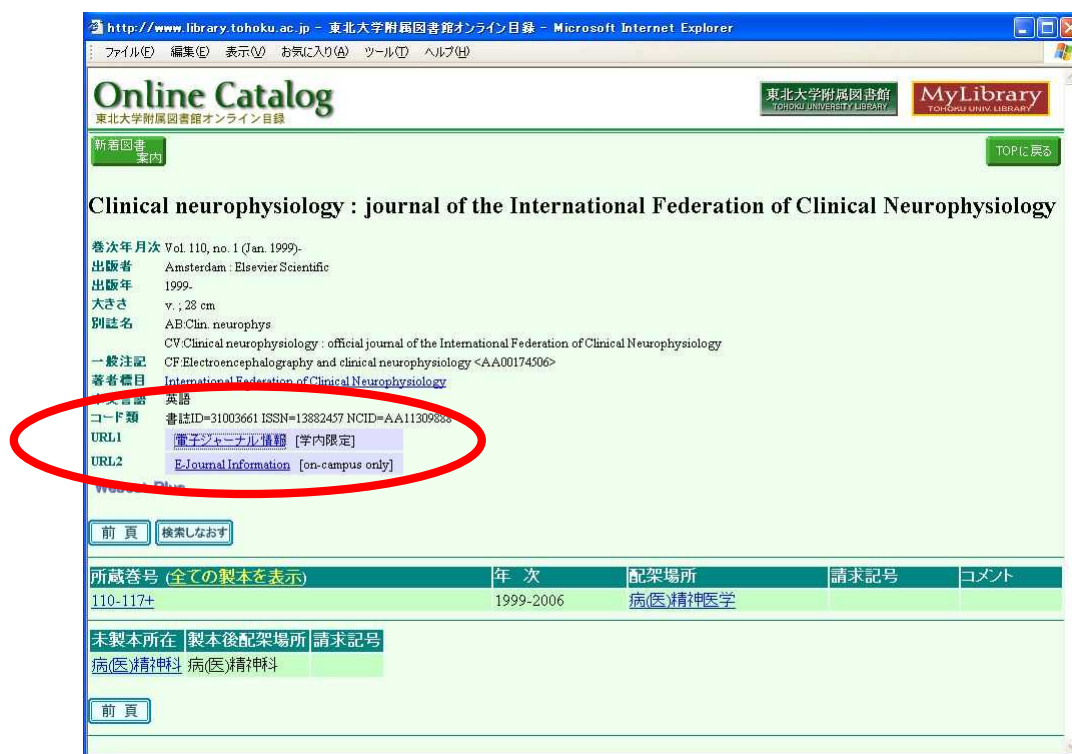 http://www.library.tohoku.ac.jp - 東北大学附属図書館オンライン目録 - Microsoft Internet Explorer
ファイル(F) 編集(E) 表示(V) お気に入り(A) ツール(T) ヘルプ(H)
Online Catalog
東北大学附属図書館オンライン目録
東北大学附属図書館
TOHOKU UNIVERSITY LIBRARY
MyLibrary
TOHOKU UNIV. LIBRARY
新着図書
案内
TOPに戻る
Clinical neurophysiology : journal of the International Federation of Clinical Neurophysiology
巻次年月次 Vol. 110, no. 1 (Jan. 1999)-
出版者 Amsterdam : Elsevier Scientific
出版年 1999-
大きさ v. ; 28 cm
別誌名 AB:Clin. neurophys
CV:Clinical neurophysiology : official journal of the International Federation of Clinical Neurophysiology
一般注記 CF:Electroencephalography and clinical neurophysiology <AA00174506>
著者標目 International Federation of Clinical Neurophysiology
本文言語 英語
コード類 書誌ID=31003661 ISSN=13882457 NCID=AA11309888
URL1 電子ジャーナル情報 [学内限定]
URL2 E-Journal Information [on-campus only]
Webcat Plus
前 頁 検索しなおす
所蔵巻号 (全ての製本を表示) 年 次 配架場所 請求記号 コメント
110-117+ 1999-2006 病(医)精神医学
未製本所在 製本後配架場所 請求記号
病(医)精神科 病(医)精神科
前 頁